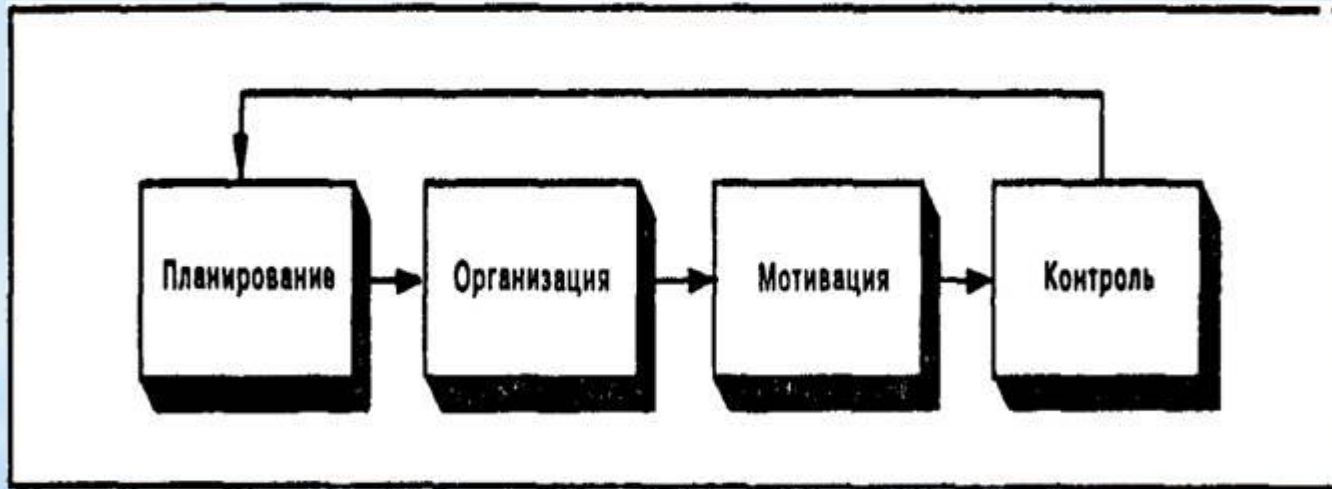 Планирование
Организация
Мотивация
Контроль